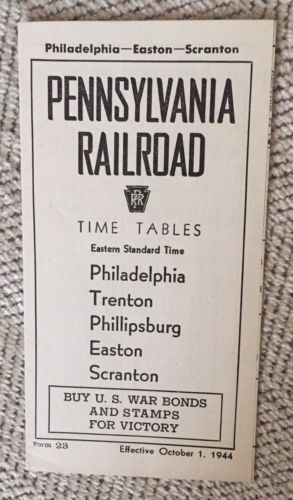 Philadelphia—Easton—Scranton
PENNSYLVANIA
RAILROAD
PRR
TIME TABLES
Eastern Standard Time
Philadelphia
Trenton
Phillipsburg
Easton
Scranton
BUY U. S. WAR BONDS
AND STAMPS
FOR VICTORY
Form 23 Effective October 1, 1944